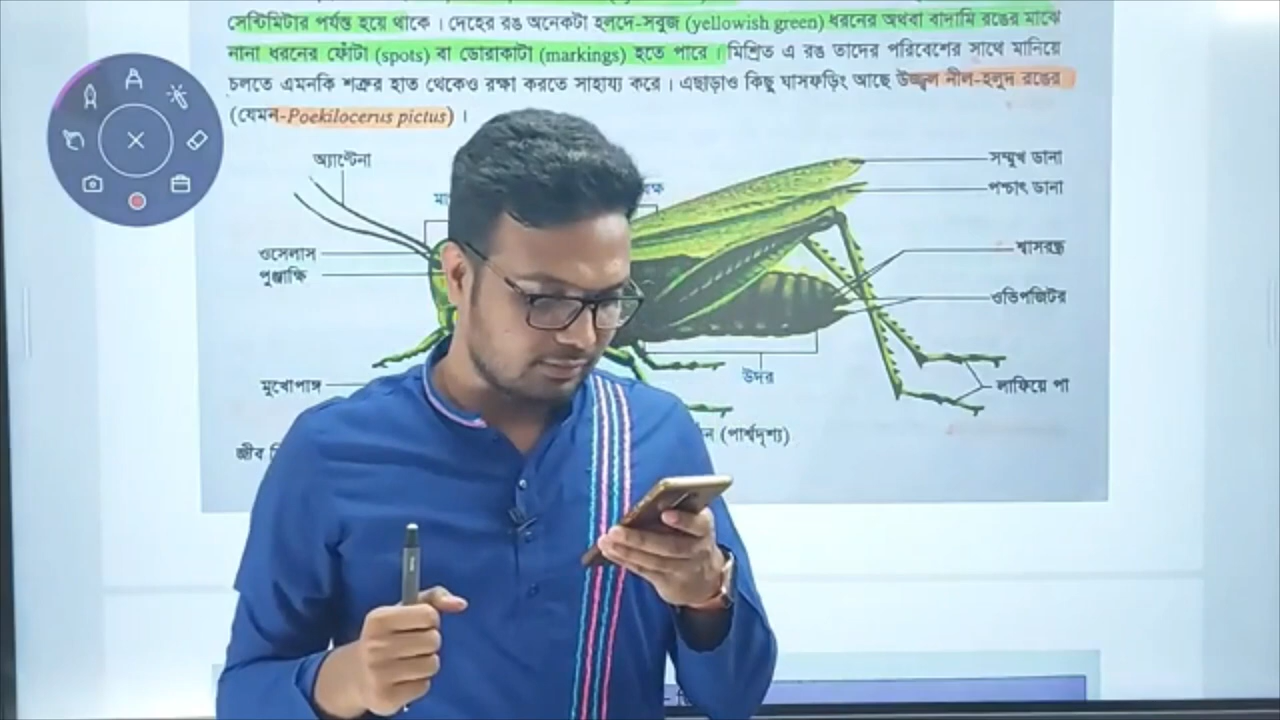 সেন্টিমিটার পর্যন্ত হয়ে থাকে । দেহের রঙ অনেকটা হলদে-সবুজ (yellowish green) ধরনের অথবা বাদামি রঙের মাঝে
নানা ধরনের ফোঁটা (spots) বা ডোরাকাটা (markings) হতে পারে । মিশ্রিত এ রঙ তাদের পরিবেশের সাথে মানিয়ে
চলতে এমনকি শত্রুর হাত থেকেও রক্ষা করতে সাহায্য করে । এছাড়াও কিছু ঘাসফড়িং আছে উজ্জ্বল নীল-হলুদ রঙের
(যেমন-Poekilocerus pictus) ।
অ্যান্টেনা
সম্মুখ ডানা
পশ্চাৎ ডানা
ওসেলাস
শ্বাসরন্ধ্র
পুঞ্জাক্ষি
ওভিপজিটর
উদর
মুখোপাঙ্গ
লাফিয়ে পা
(পার্শ্বদৃশ্য)
জীব